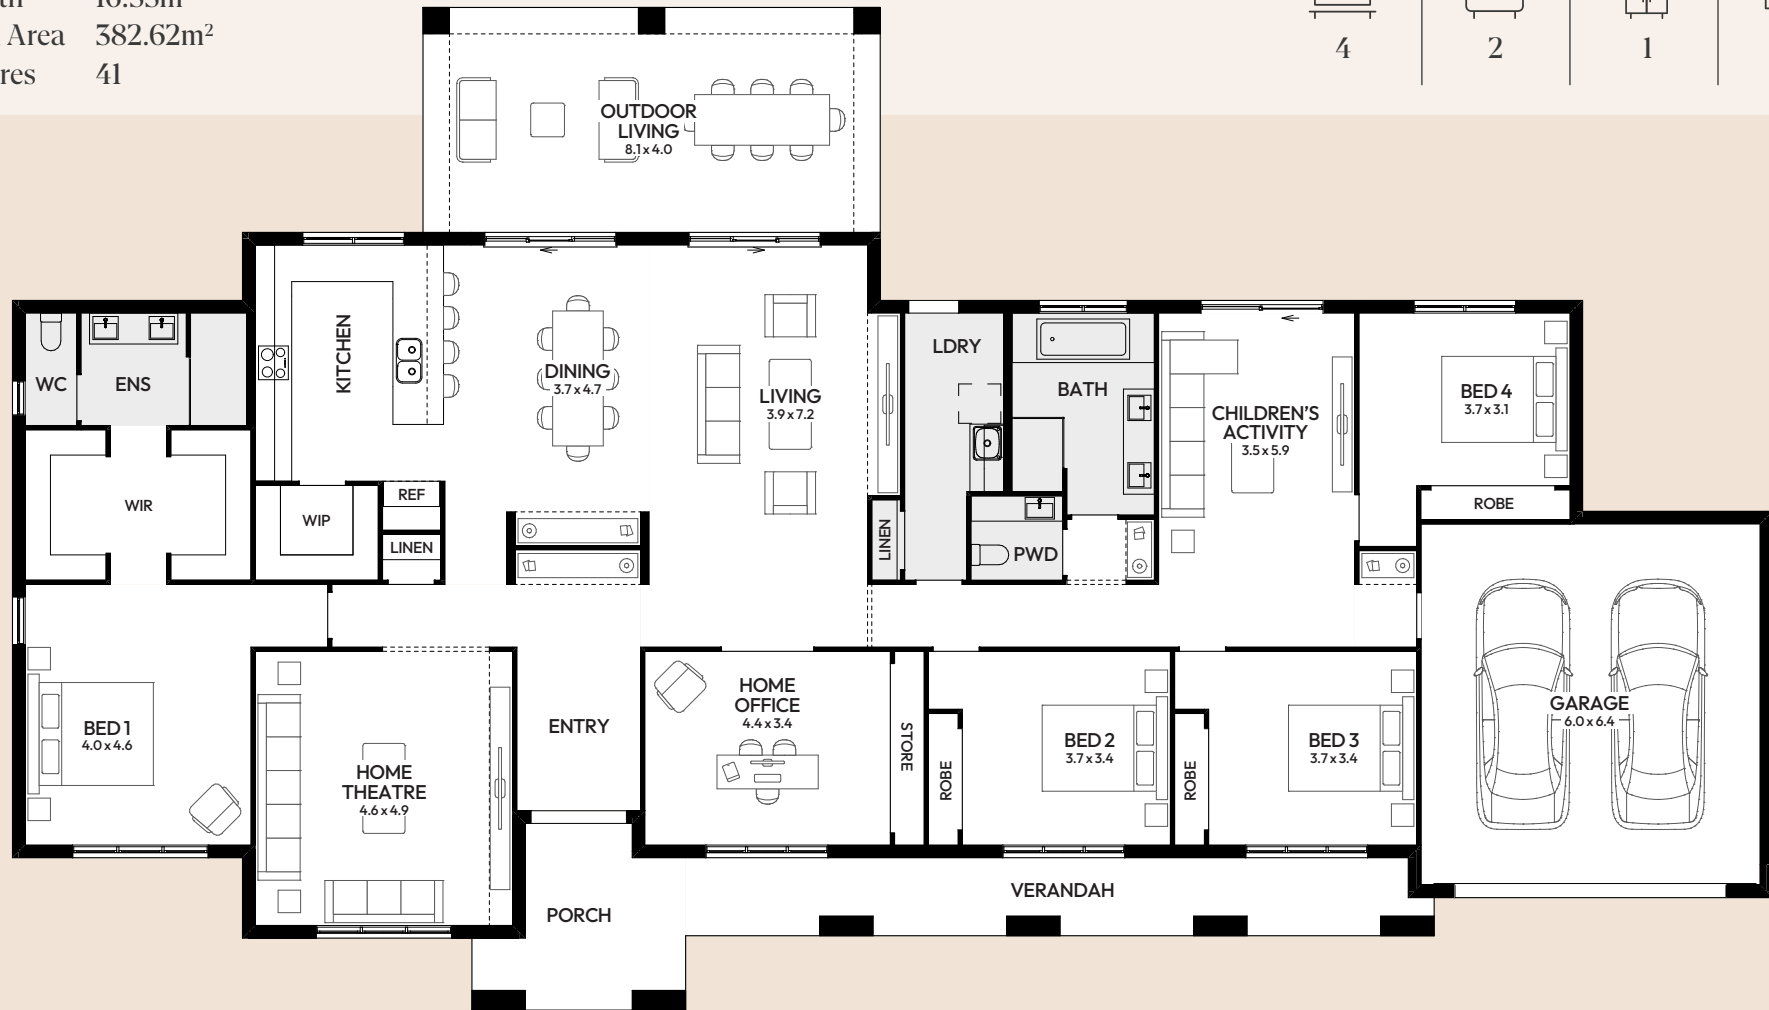 Area 382.62m²
41
4
2
1
OUTDOOR
LIVING
8.1 x 4.0
KITCHEN
WC
ENS
DINING
3.7 x 4.7
LIVING
3.9 x 7.2
LDRY
BATH
CHILDREN'S
ACTIVITY
3.5 x 5.9
BED 4
3.7 x 3.1
WIR
WIP
REF
LINEN
LINEN
PWD
ROBE
BED 1
4.0 x 4.6
HOME
THEATRE
4.6 x 4.9
ENTRY
HOME
OFFICE
4.4 x 3.4
STORE
ROBE
BED 2
3.7 x 3.4
ROBE
BED 3
3.7 x 3.4
GARAGE
6.0 x 6.4
PORCH
VERANDAH